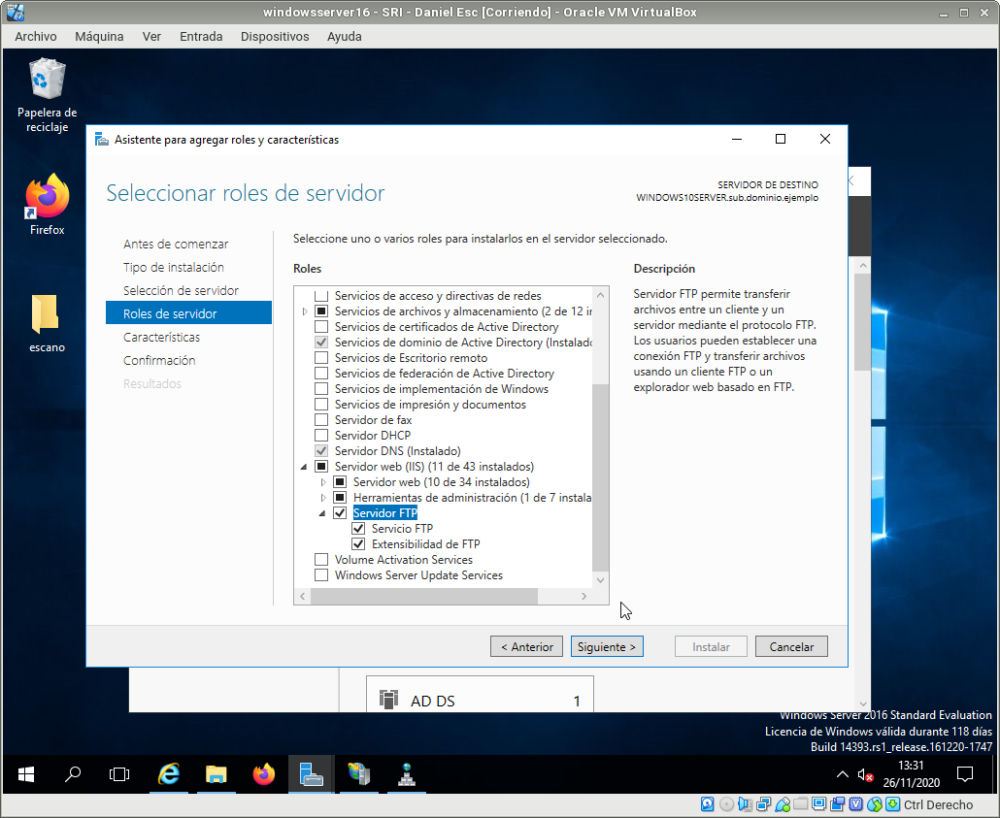 windowsserver16 - SRI - Daniel Esc [Corriendo] - Oracle VM VirtualBox
Archivo Máquina Ver Entrada Dispositivos Ayuda
Papelera de
reciclaje
Firefox
escano
Asistente para agregar roles y características
Seleccionar roles de servidor
SERVIDOR DE DESTINO
WINDOWS10SERVER.sub.dominio.ejemplo
Antes de comenzar
Tipo de instalación
Selección de servidor
Roles de servidor
Características
Confirmación
Resultados
Seleccione uno o varios roles para instalarlos en el servidor seleccionado.
Roles
Servicios de acceso y directivas de redes
Servicios de archivos y almacenamiento (2 de 12 in
Servicios de certificados de Active Directory
Servicios de dominio de Active Directory (Instalado
Servicios de Escritorio remoto
Servicios de federación de Active Directory
Servicios de implementación de Windows
Servicios de impresión y documentos
Servidor de fax
Servidor DHCP
Servidor DNS (Instalado)
Servidor web (IIS) (11 de 43 instalados)
Servidor web (10 de 34 instalados)
Herramientas de administración (1 de 7 instala
Servidor FTP
Servicio FTP
Extensibilidad de FTP
Volume Activation Services
Windows Server Update Services
Descripción
Servidor FTP permite transferir
archivos entre un cliente y un
servidor mediante el protocolo FTP.
Los usuarios pueden establecer una
conexión FTP y transferir archivos
usando un cliente FTP o un
explorador web basado en FTP.
< Anterior Siguiente > Instalar Cancelar
AD DS 1
Windows Server 2016 Standard Evaluation
Licencia de Windows válida durante 118 días
Build 14393.rs1_release.161220-1747
13:31
26/11/2020
Ctrl Derecho